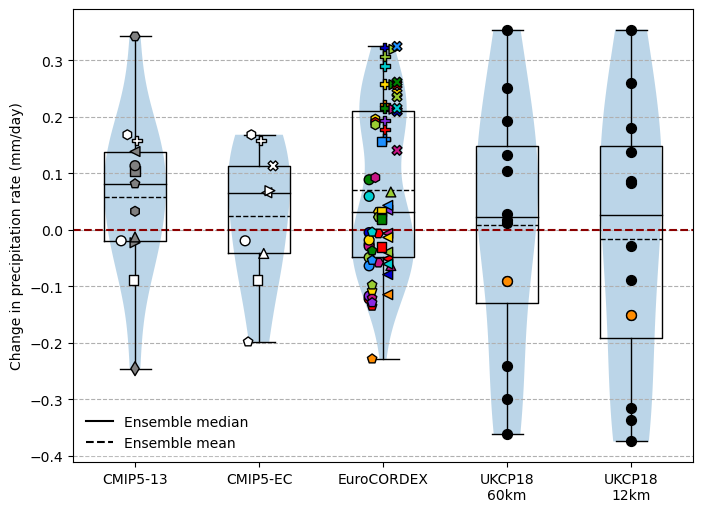 Change in precipitation rate (mm/day)
0.3
0.2
0.1
0.0
−0.1
−0.2
−0.3
−0.4
Ensemble median
Ensemble mean
CMIP5-13
CMIP5-EC
EuroCORDEX
UKCP18
60km
UKCP18
12km